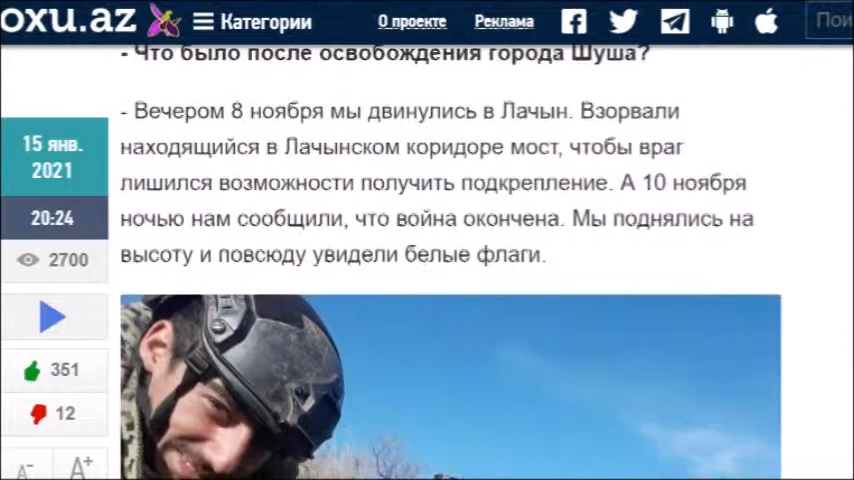 oxu.az
Категории
О проекте
Реклама
Пои
- Что было после освобождения города Шуша?
- Вечером 8 ноября мы двинулись в Лачын. Взорвали
находящийся в Лачынском коридоре мост, чтобы враг
лишился возможности получить подкрепление. А 10 ноября
ночью нам сообщили, что война окончена. Мы поднялись на
высоту и повсюду увидели белые флаги.
15 янв.
2021
20:24
2700
351
12
A-
A+